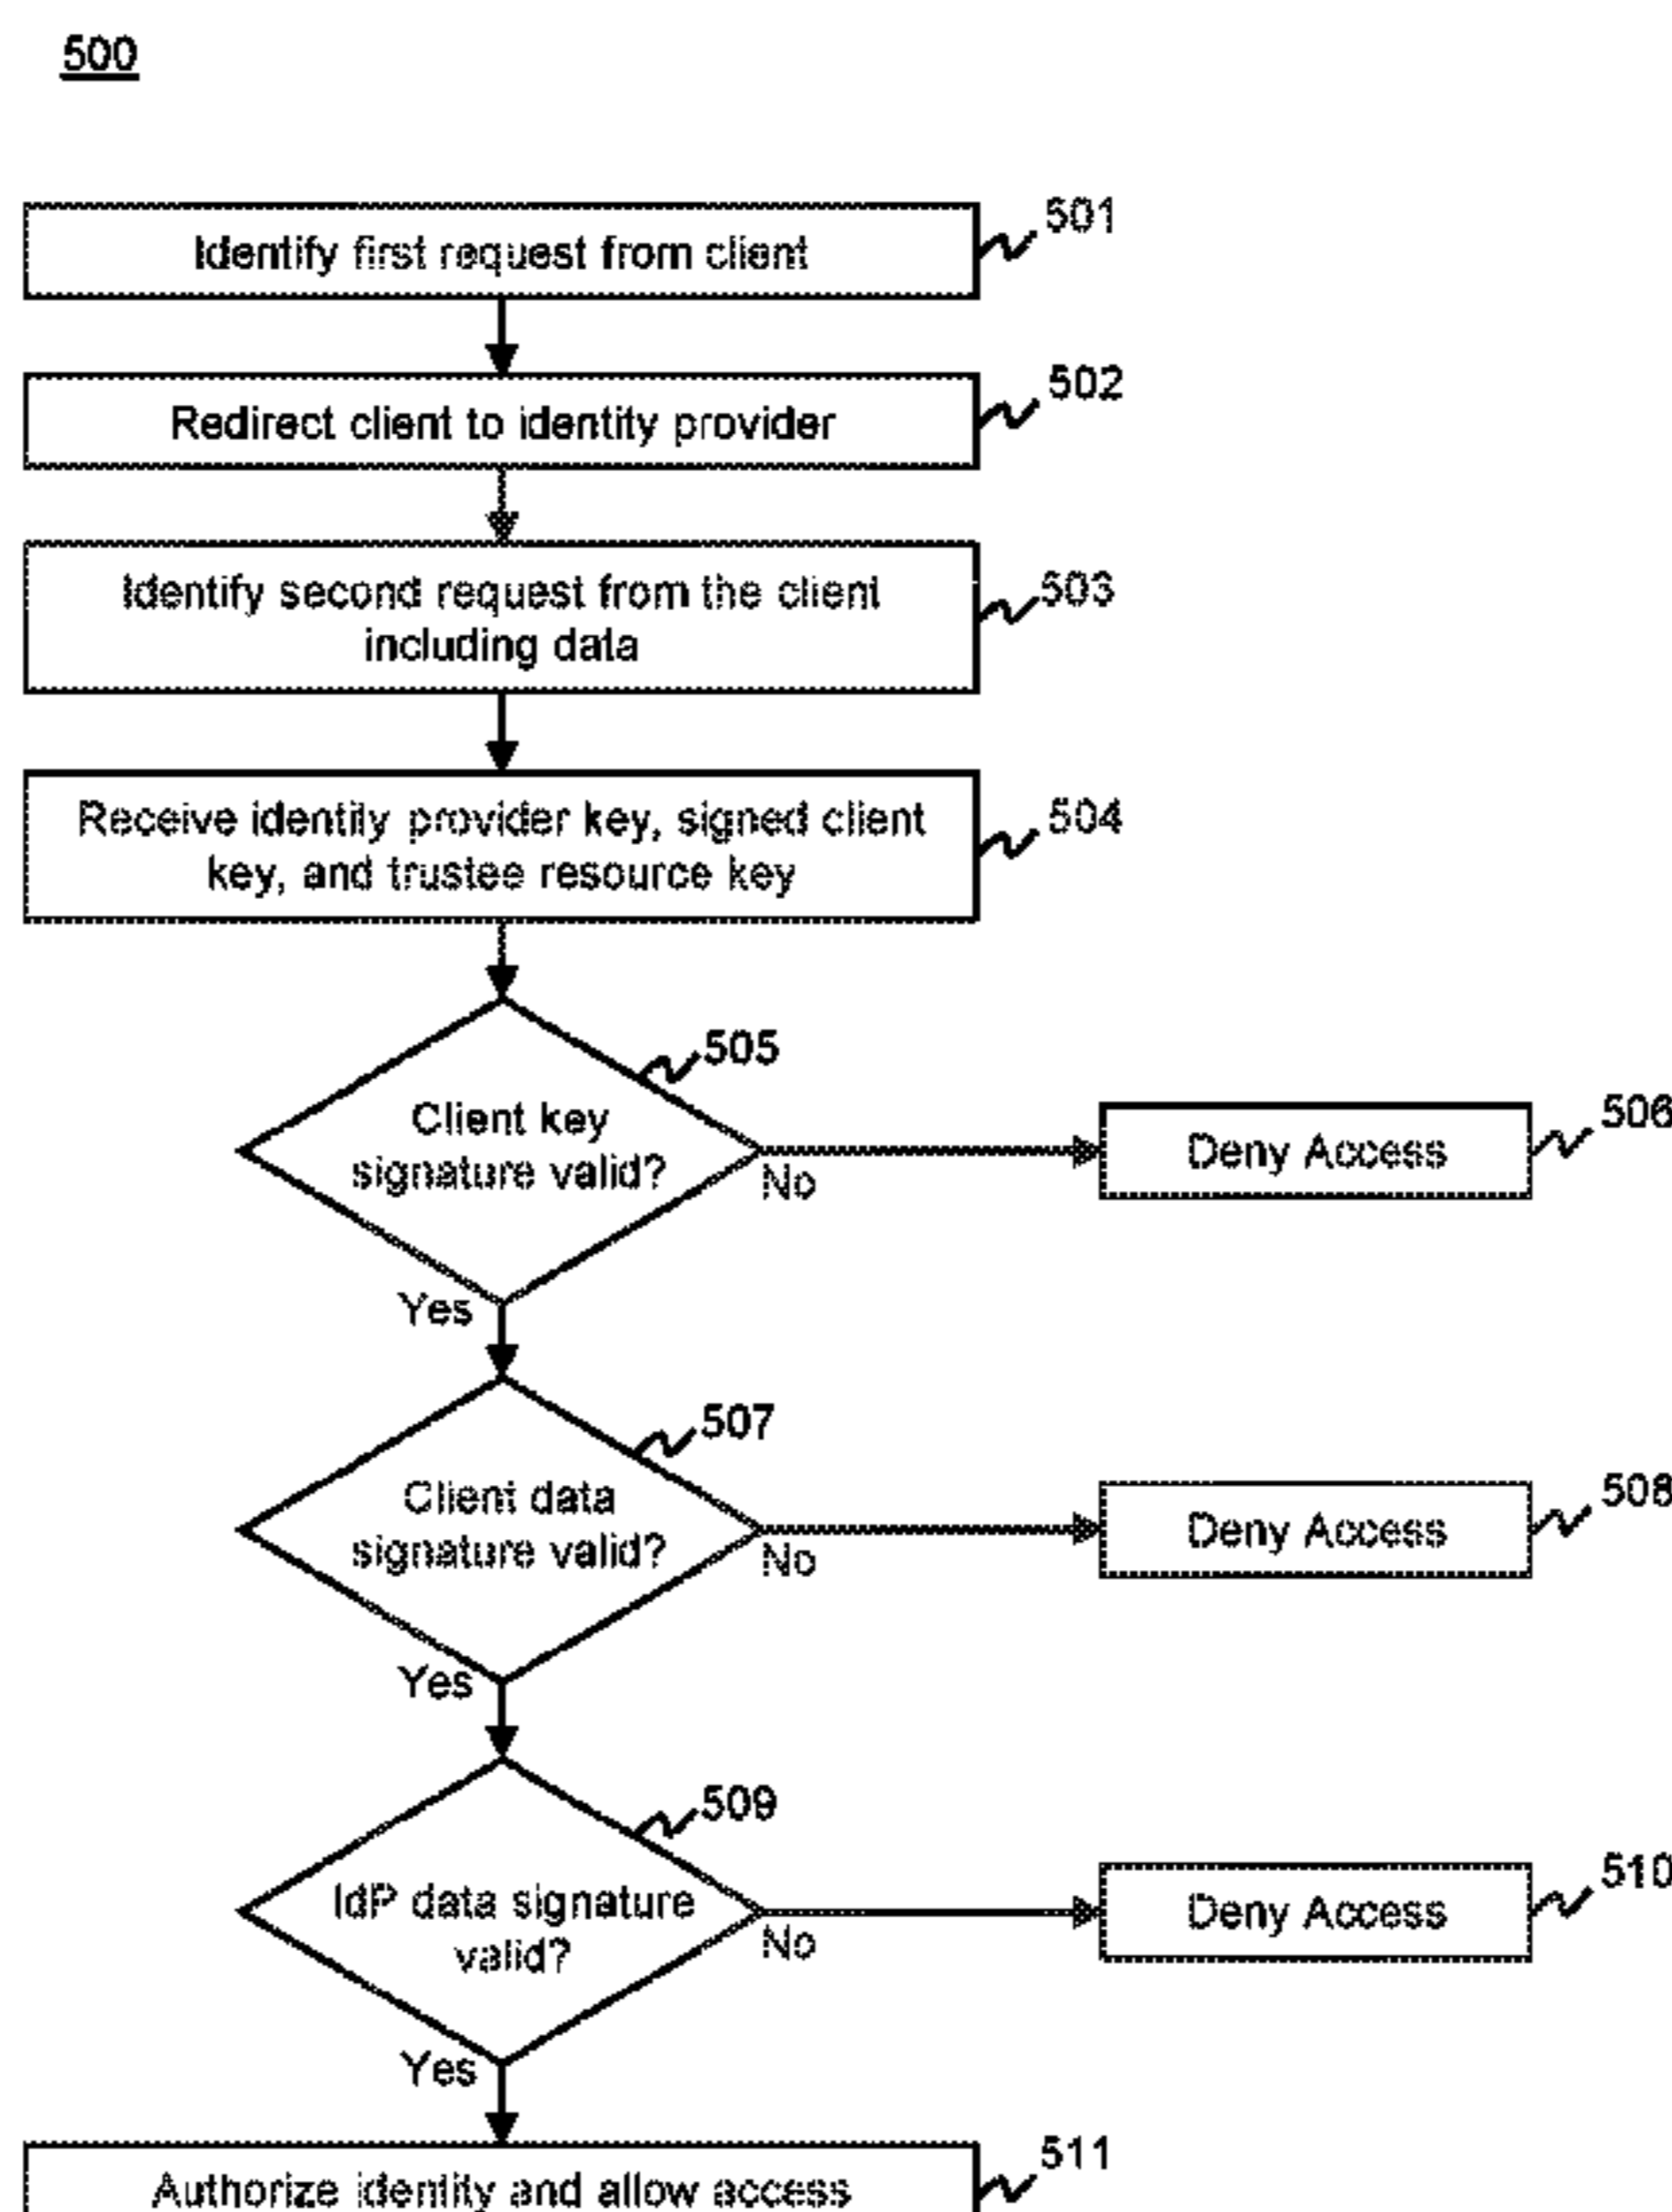 500
Identify first request from client
501
Redirect client to identity provider
502
Identify second request from the client
including data
503
Receive identity provider key, signed client
key, and trustee resource key
504
505
Client key
signature valid?
No
Deny Access
506
Yes
507
Client data
signature valid?
No
Deny Access
508
Yes
509
IdP data signature
valid?
No
Deny Access
510
Yes
Authorize identity and allow access
511